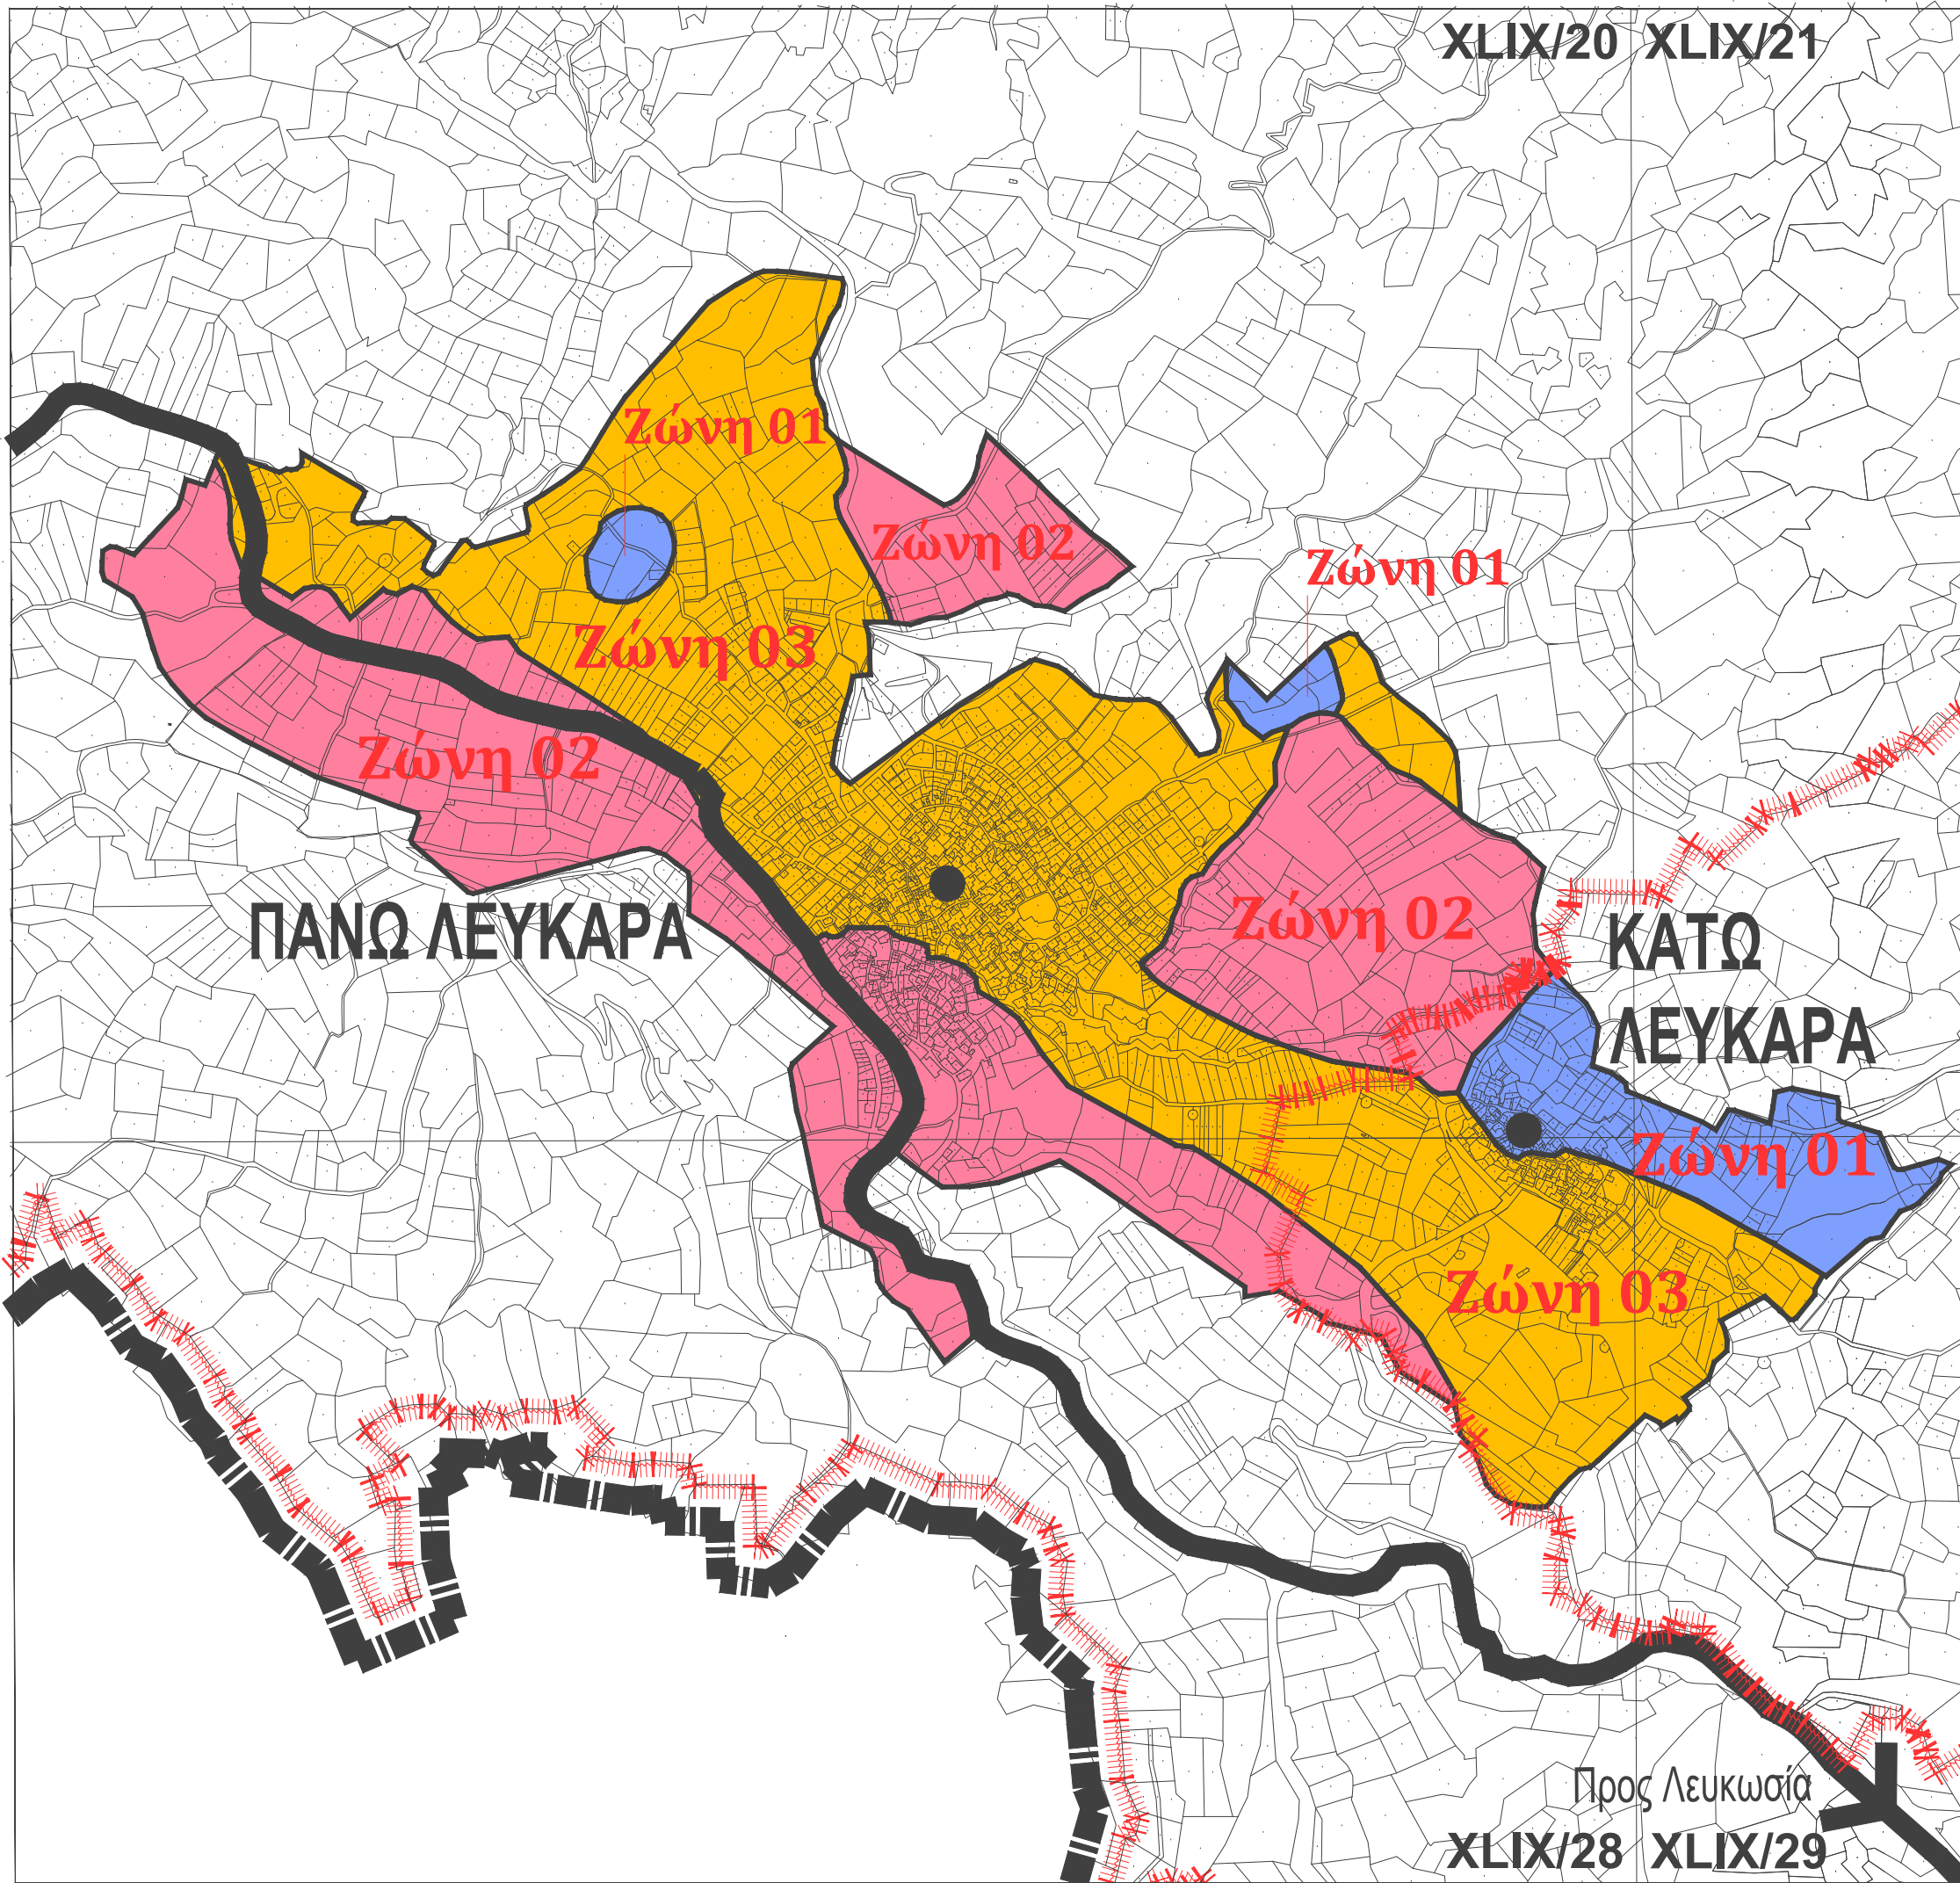 XLIX/20 XLIX/21
Ζώνη 01
Ζώνη 02
Ζώνη 01
Ζώνη 03
Ζώνη 02
Ζώνη 02
ΠΑΝΩ ΛΕΥΚΑΡΑ
ΚΑΤΩ
ΛΕΥΚΑΡΑ
Ζώνη 01
Ζώνη 03
Προς Λευκωσία
XLIX/28 XLIX/29